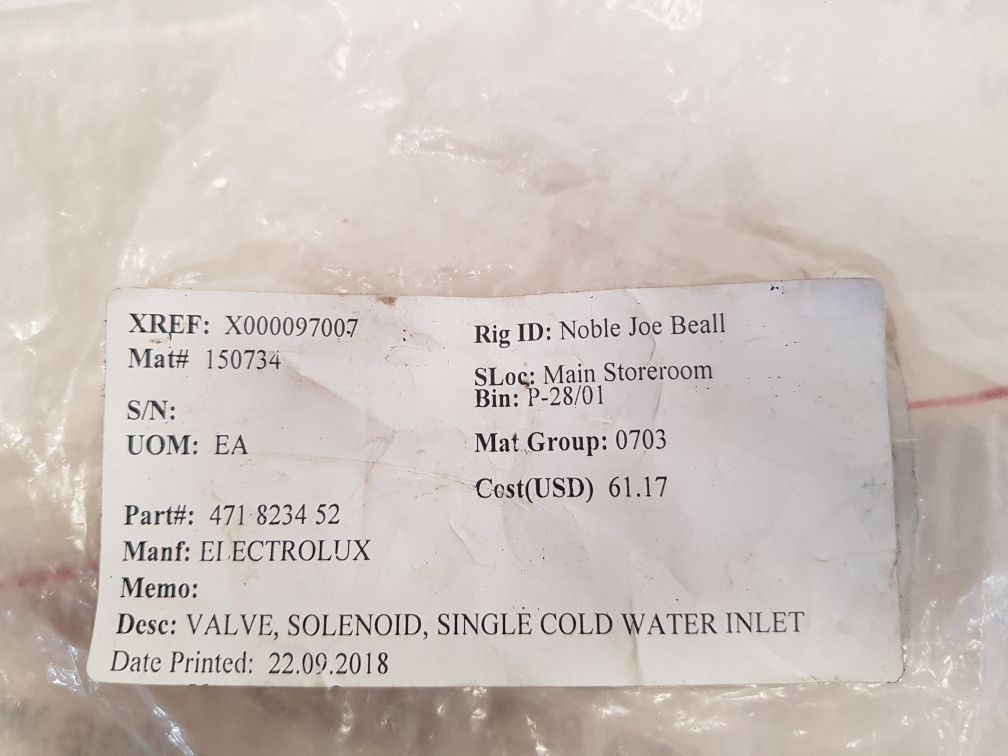 XREF: X000097007
Mat# 150734
S/N:
UOM: EA
Part#: 471 8234 52
Manf: ELECTROLUX
Memo:
Desc: VALVE, SOLENOID, SINGLE COLD WATER INLET
Date Printed: 22.09.2018
Rig ID: Noble Joe Beall
SLoc: Main Storeroom
Bin: P-28/01
Mat Group: 0703
Cost(USD) 61.17